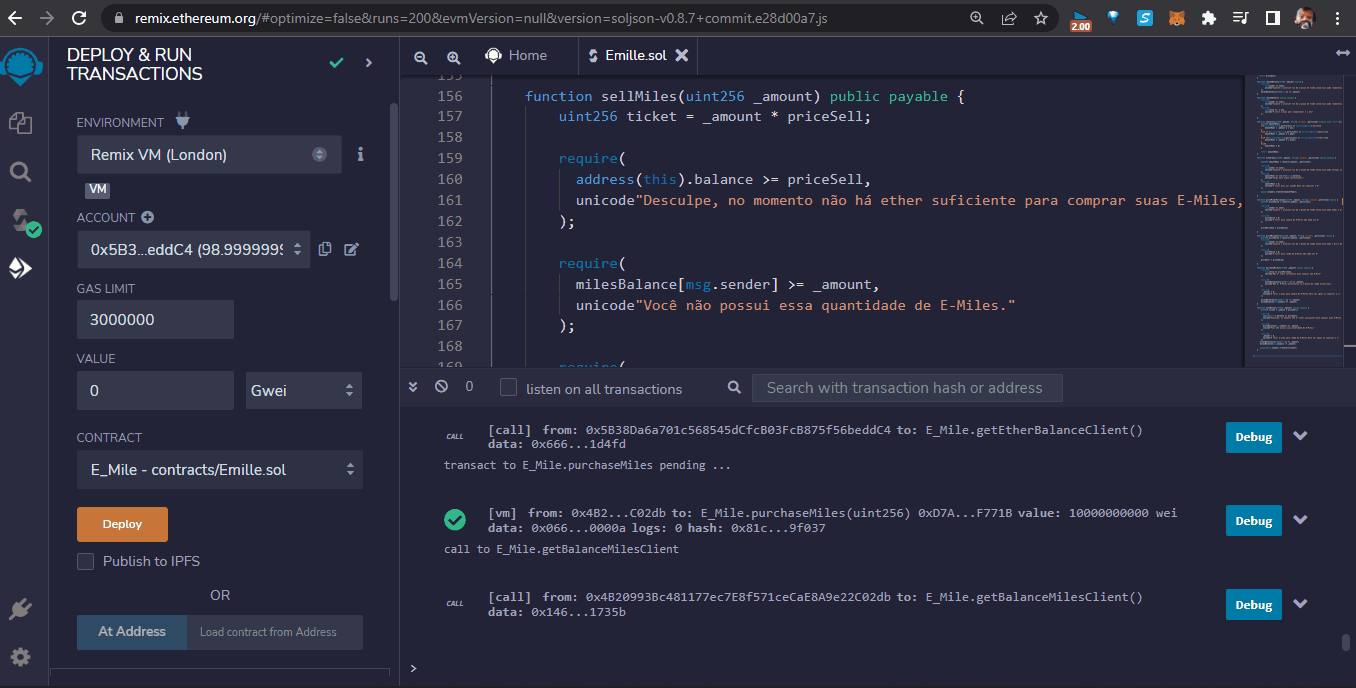 remix.ethereum.org/#optimize=false&runs=200&evmVersion=null&version=soljson-v0.8.7+commit.e28d00a7.js
2.00
DEPLOY & RUN
TRANSACTIONS
ENVIRONMENT
Remix VM (London)
VM
ACCOUNT
0x5B3...eddC4 (98.9999999
GAS LIMIT
3000000
VALUE
0
Gwei
CONTRACT
E_Mile - contracts/Emille.sol
Deploy
Publish to IPFS
OR
At Address
Load contract from Address
Home
Emille.sol
155
156 function sellMiles(uint256 _amount) public payable {
157 uint256 ticket = _amount * priceSell;
158
159 require(
160 address(this).balance >= priceSell,
161 unicode"Desculpe, no momento não há ether suficiente para comprar suas E-Miles,
162 );
163
164 require(
165 milesBalance[msg.sender] >= _amount,
166 unicode"Você não possui essa quantidade de E-Miles."
167 );
168
169 require(
0
listen on all transactions
Search with transaction hash or address
CALL
[call] from: 0x5B38Da6a701c568545dCfcB03FcB875f56beddC4 to: E_Mile.getEtherBalanceClient()
data: 0x666...1d4fd
Debug
transact to E_Mile.purchaseMiles pending ...
[vm] from: 0x4B2...C02db to: E_Mile.purchaseMiles(uint256) 0xD7A...F771B value: 10000000000 wei
data: 0x066...0000a logs: 0 hash: 0x81c...9f037
Debug
call to E_Mile.getBalanceMilesClient
CALL
[call] from: 0x4B20993Bc481177ec7E8f571ceCaE8A9e22C02db to: E_Mile.getBalanceMilesClient()
data: 0x146...1735b
Debug
>